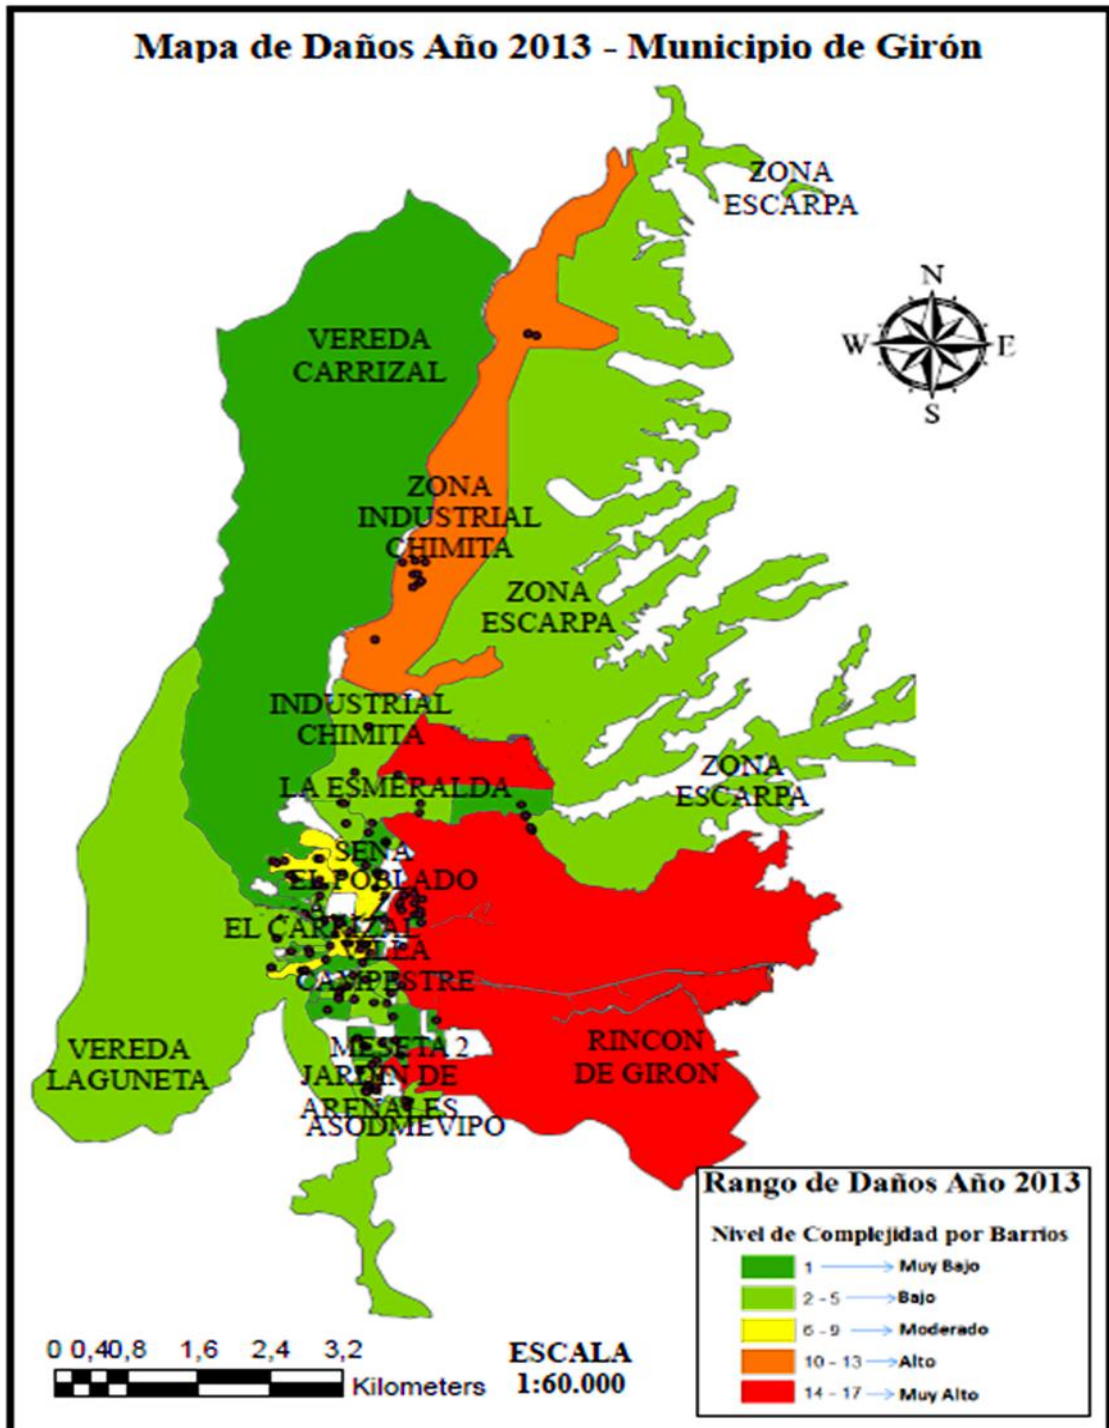 Mapa de Daños Año 2013 - Municipio de Girón
ZONA
ESCARPA
N
W
E
S
VEREDA
CARRIZAL
ZONA
INDUSTRIAL
CHIMITA
ZONA
ESCARPA
INDUSTRIAL
CHIMITA
ZONA
ESCARPA
LA ESMERALDA
SENA
EL POBLADO
EL CARRIZAL
VILLA
CAMPESTRE
VEREDA
LAGUNETA
MESETA 2
RINCON
DE GIRON
JARDIN DE
ARENALES
ASODMEVIPO
Rango de Daños Año 2013
Nivel de Complejidad por Barrios
1 Muy Bajo
2 - 5 Bajo
6 - 9 Moderado
10 - 13 Alto
14 - 17 Muy Alto
0 0,40,8 1,6 2,4 3,2
Kilometers
ESCALA
1:60.000